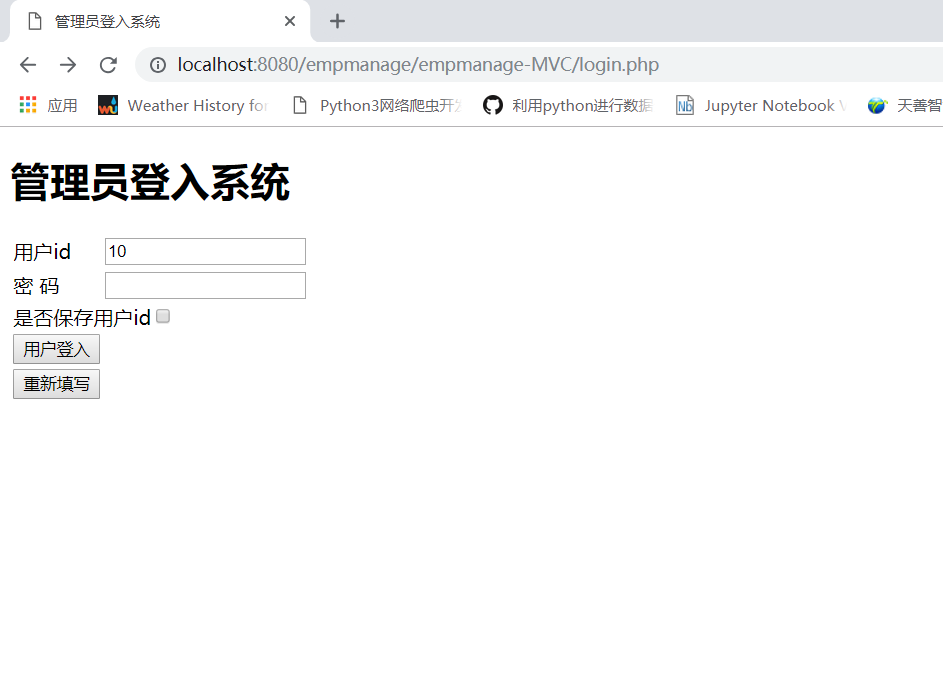 管理员登入系统
localhost:8080/empmanage/empmanage-MVC/login.php
应用 Weather History for Python3网络爬虫开发 利用python进行数据 Jupyter Notebook 天善智
管理员登入系统
用户id 10
密 码
是否保存用户id
用户登入
重新填写